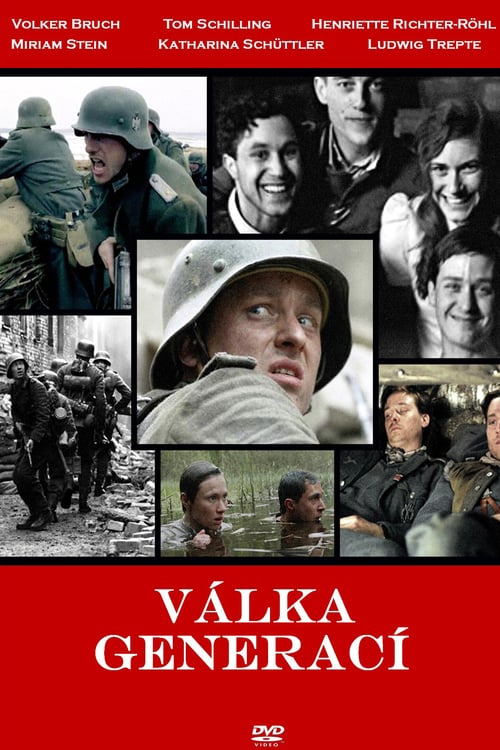 VOLKER BRUCH TOM SCHILLING HENRIETTE RICHTER-RÖHL
MIRIAM STEIN KATHARINA SCHÜTTLER LUDWIG TREPTE
VÁLKA
GENERACÍ
DVD
VIDEO